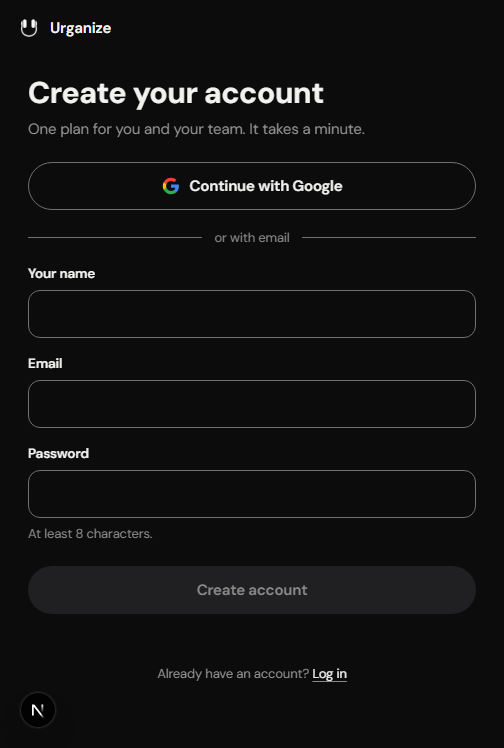 Urganize
Create your account
One plan for you and your team. It takes a minute.
Continue with Google
or with email
Your name
Email
Password
At least 8 characters.
Create account
Already have an account? Log in
N